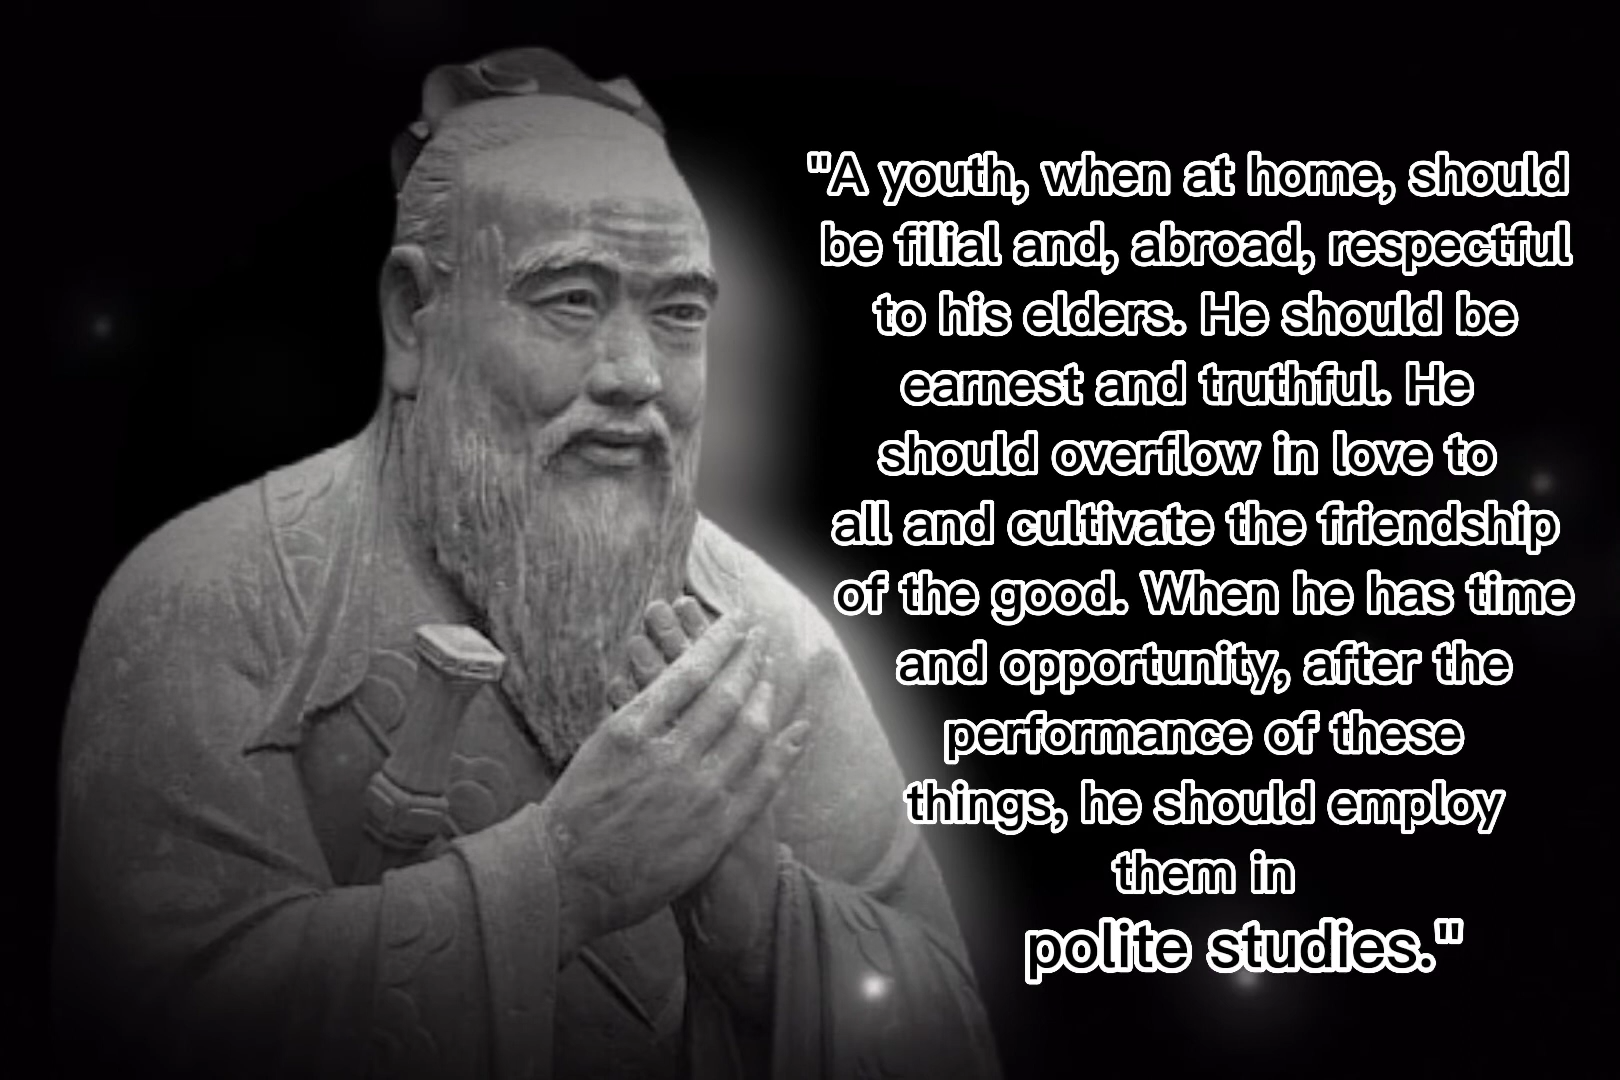 "A youth, when at home, should
be filial and, abroad, respectful
to his elders. He should be
earnest and truthful. He
should overflow in love to
all and cultivate the friendship
of the good. When he has time
and opportunity, after the
performance of these
things, he should employ
them in
polite studies."